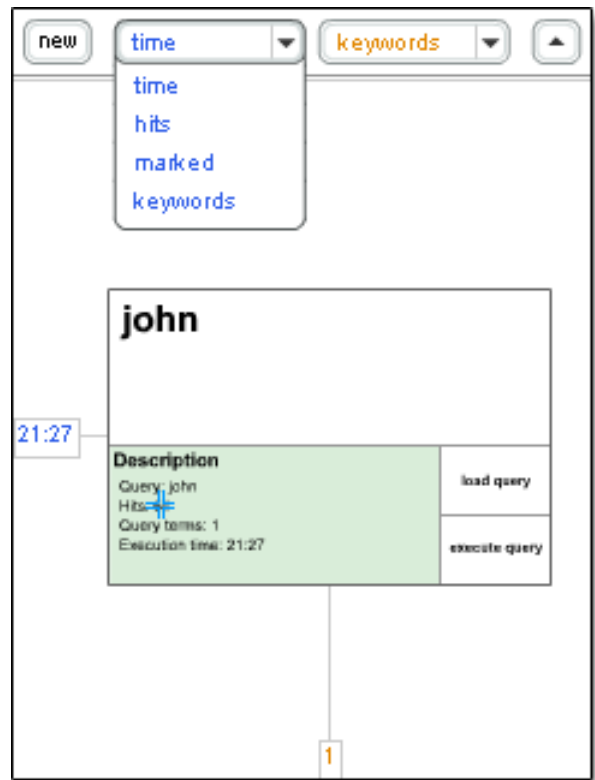 new time keywords
time
hits
marked
keywords
john
21:27
Description
Query: john
Hits:
Query terms: 1
Execution time: 21:27
load query
execute query
1